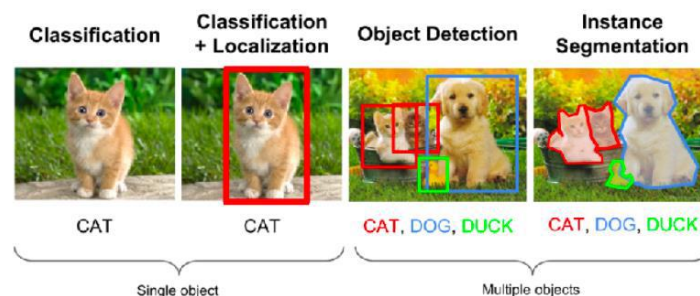 Classification
Classification
+ Localization
Object Detection
Instance
Segmentation
CAT
CAT
CAT, DOG, DUCK
CAT, DOG, DUCK
Single object
Multiple objects